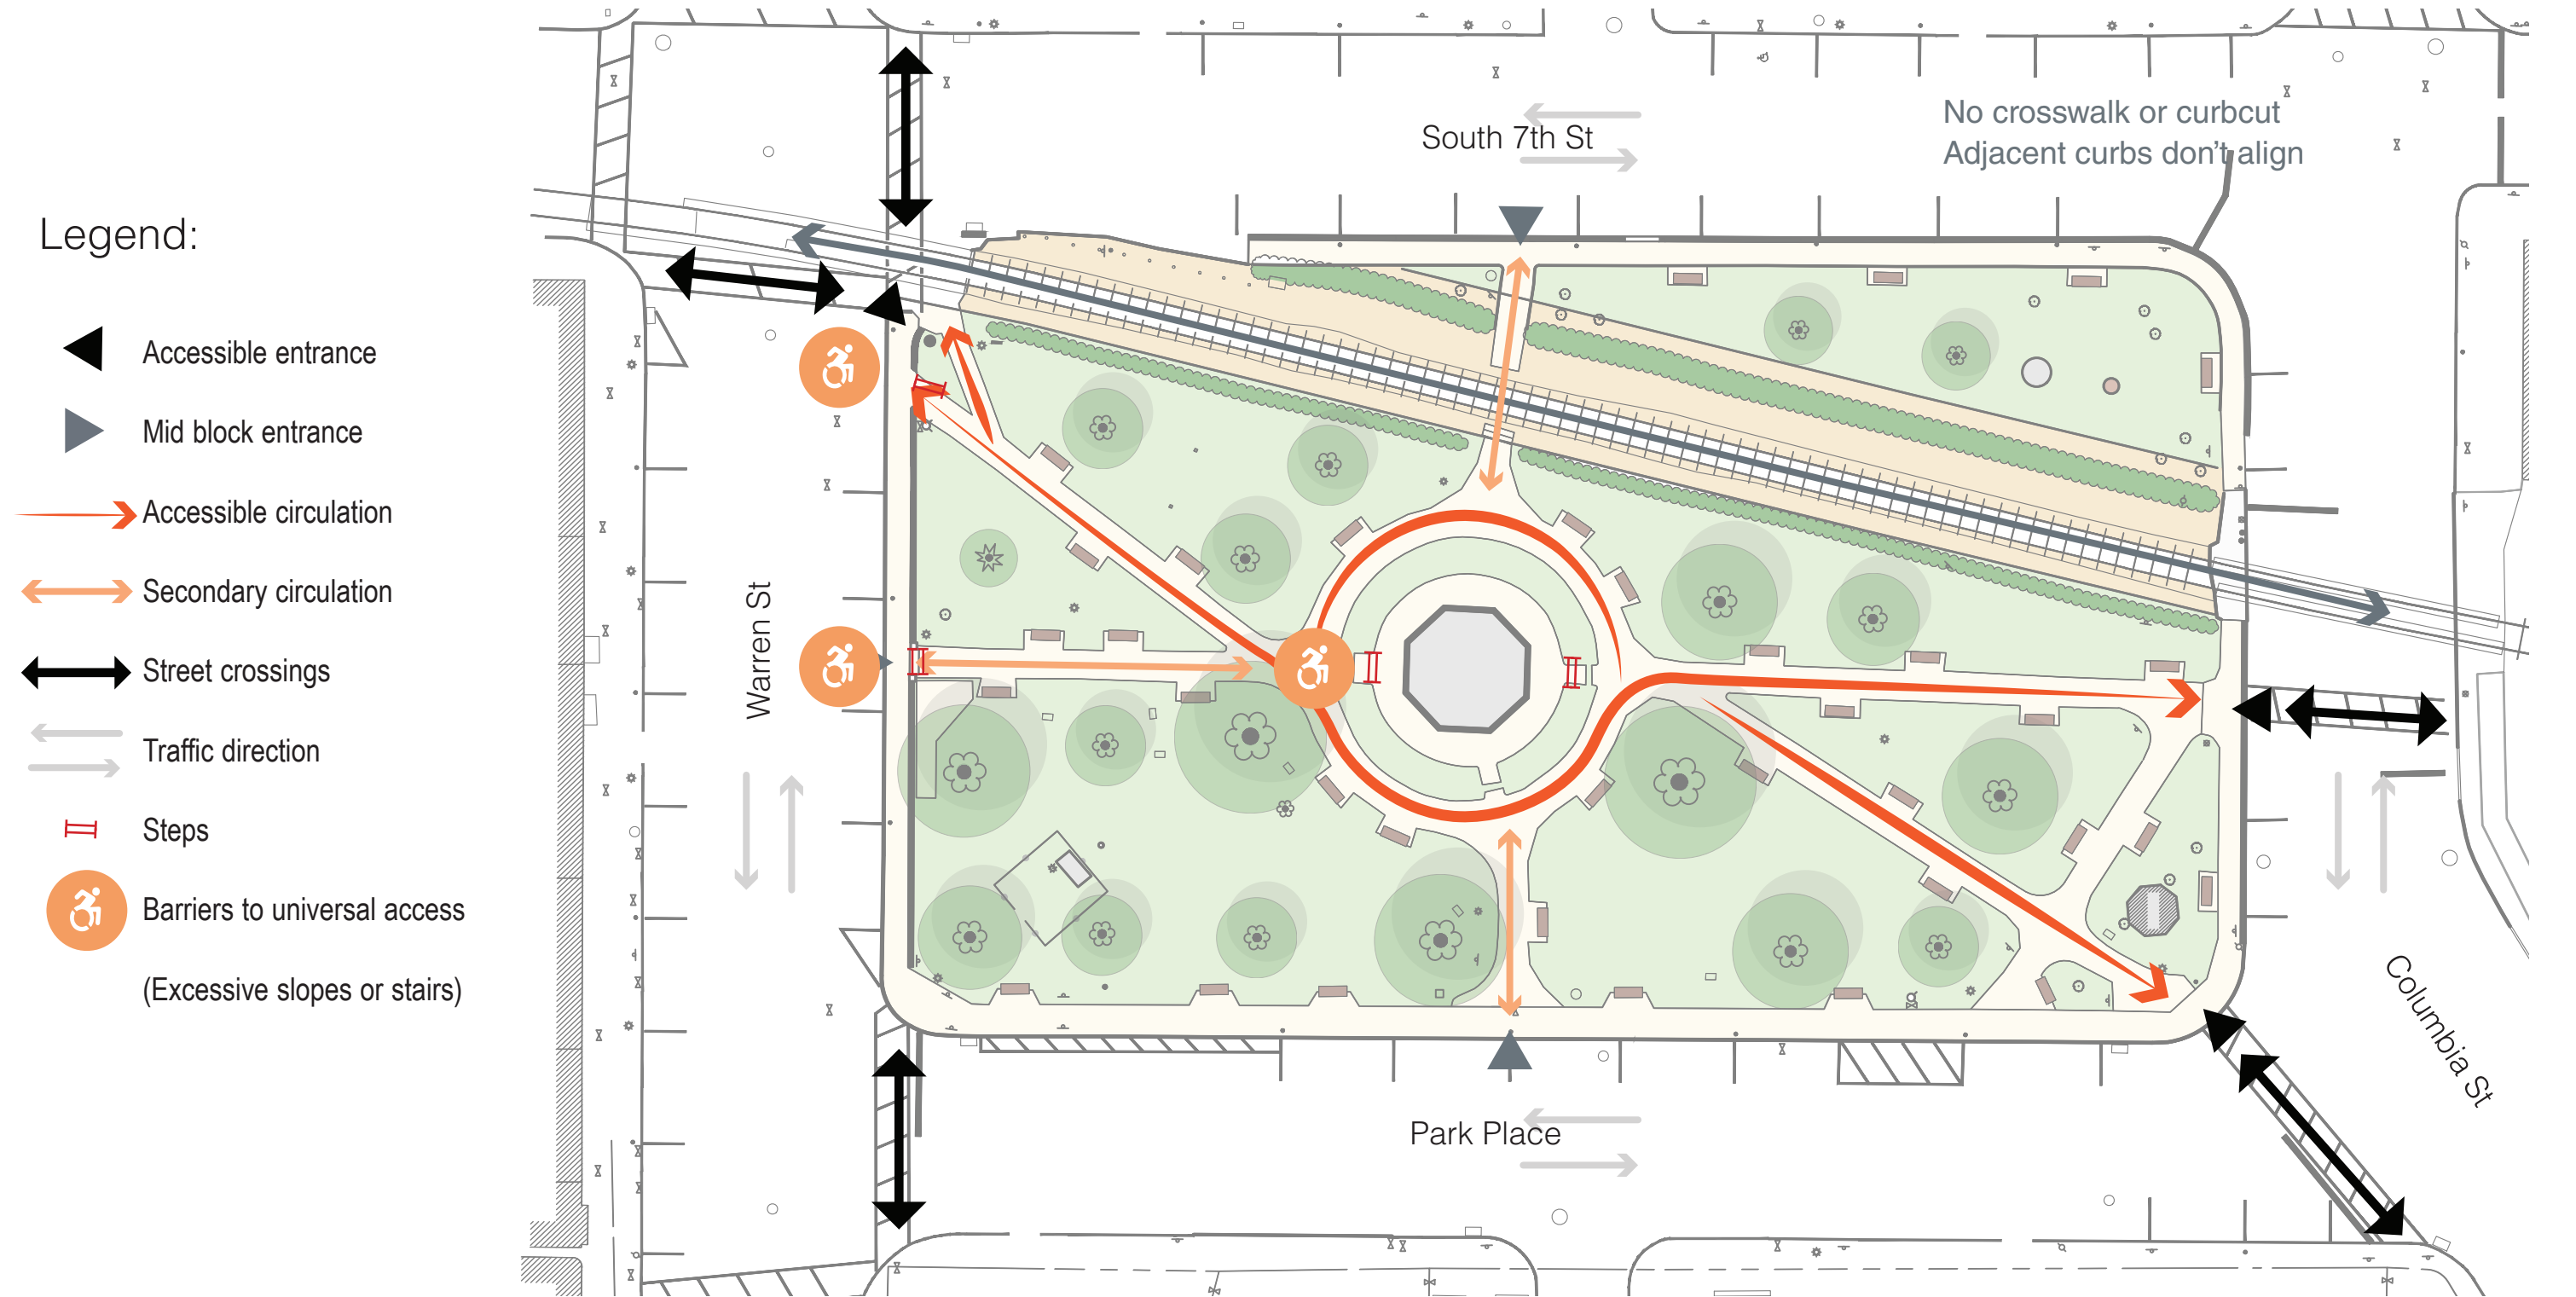 Legend:
Accessible entrance
Mid block entrance
Accessible circulation
Secondary circulation
Street crossings
Traffic direction
Steps
Barriers to universal access
(Excessive slopes or stairs)
South 7th St
No crosswalk or curbcut
Adjacent curbs don't align
Warren St
Park Place
Columbia St